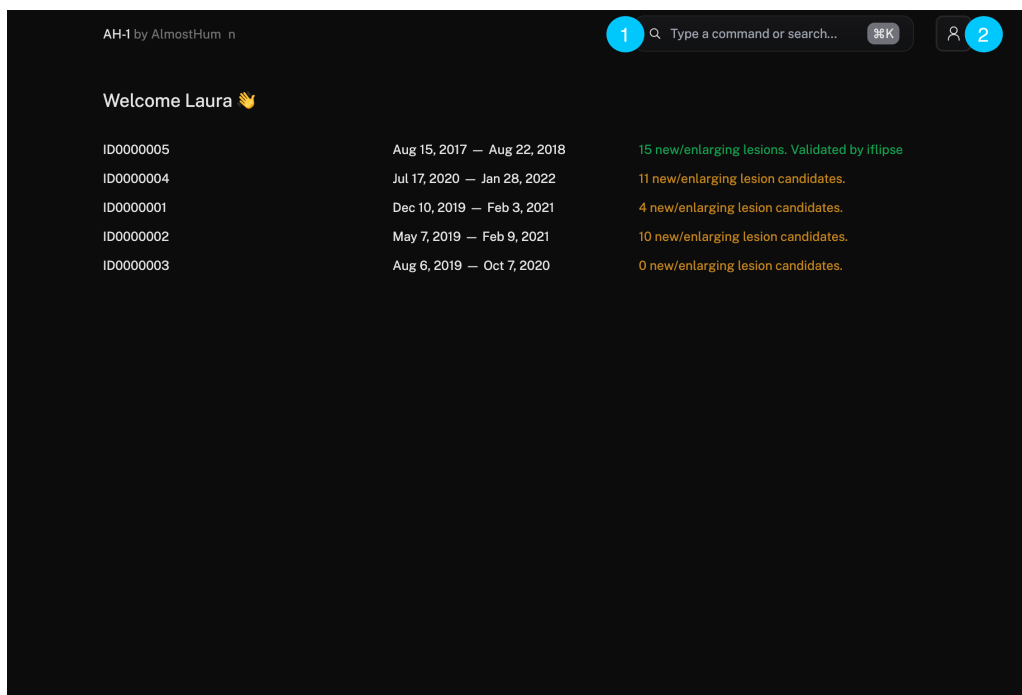 AH-1 by AlmostHum n
1 Type a command or search... ⌘K 2
Welcome Laura 👋
ID0000005 Aug 15, 2017 — Aug 22, 2018 15 new/enlarging lesions. Validated by iflipse
ID0000004 Jul 17, 2020 — Jan 28, 2022 11 new/enlarging lesion candidates.
ID0000001 Dec 10, 2019 — Feb 3, 2021 4 new/enlarging lesion candidates.
ID0000002 May 7, 2019 — Feb 9, 2021 10 new/enlarging lesion candidates.
ID0000003 Aug 6, 2019 — Oct 7, 2020 0 new/enlarging lesion candidates.